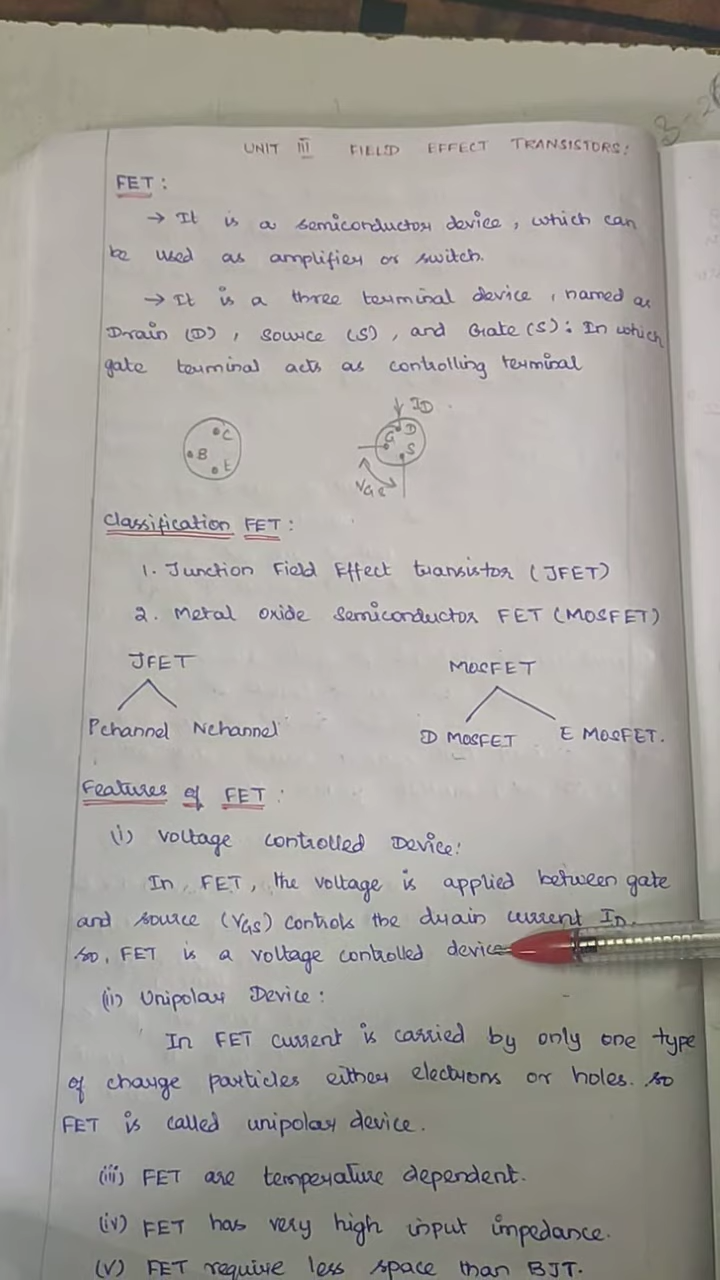 3-2
UNIT III FIELD EFFECT TRANSISTORS:
FET:
→ It is a semiconductor device, which can
be used as amplifier or switch.
→ It is a three terminal device, named as
Drain (D), Source (S), and Gate (S): In which
gate terminal acts as controlling terminal
C
B
E
ID
D
G
S
VGS
Classification FET:
1. Junction Field Effect transistor (JFET)
2. Metal Oxide Semiconductor FET (MOSFET)
JFET MOSFET
Pchannel Nchannel D MOSFET E MOSFET.
Features of FET:
(i) Voltage controlled Device:
In, FET, the voltage is applied between gate
and source (VGS) controls the drain current ID.
so, FET is a voltage controlled device
(ii) Unipolar Device:
In FET current is carried by only one type
of charge particles either electrons or holes. so
FET is called unipolar device.
(iii) FET are temperature dependent.
(iv) FET has very high input impedance.
(v) FET require less space than BJT.